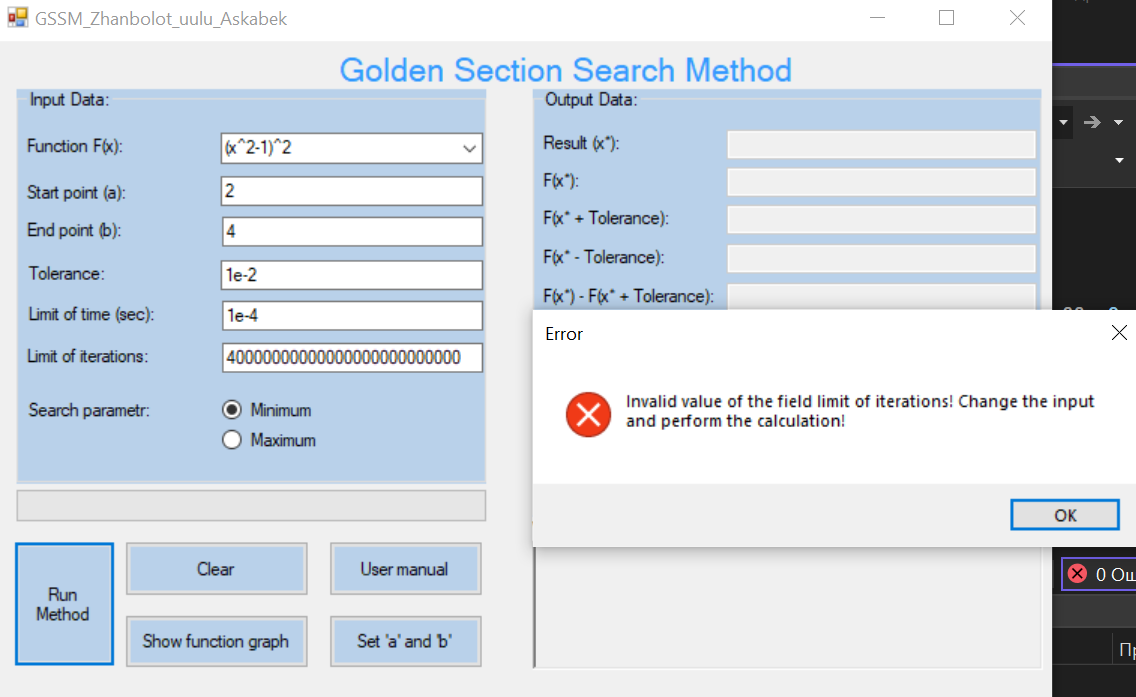 GSSM_Zhanbolot_uulu_Askabek
Golden Section Search Method
Input Data:
Function F(x):
(x^2-1)^2
Start point (a):
2
End point (b):
4
Tolerance:
1e-2
Limit of time (sec):
1e-4
Limit of iterations:
40000000000000000000000000
Search parametr:
Minimum
Maximum
Run
Method
Clear
User manual
Show function graph
Set 'a' and 'b'
Output Data:
Result (x*):
F(x*):
F(x* + Tolerance):
F(x* - Tolerance):
F(x*) - F(x* + Tolerance):
Error
Invalid value of the field limit of iterations! Change the input
and perform the calculation!
OK
0